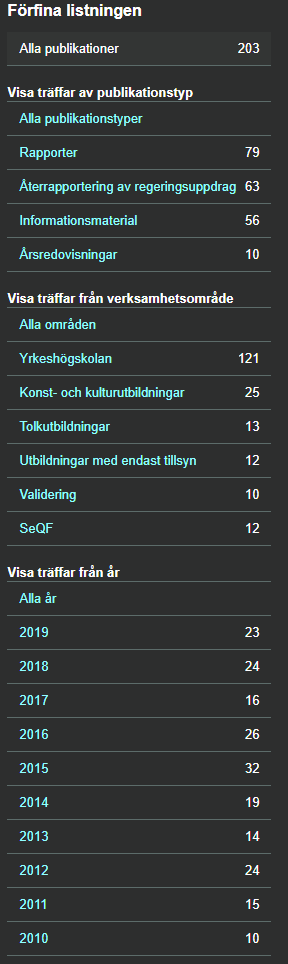 Förfina listningen
Alla publikationer 203
Visa träffar av publikationstyp
Alla publikationstyper
Rapporter 79
Återrapportering av regeringsuppdrag 63
Informationsmaterial 56
Årsredovisningar 10
Visa träffar från verksamhetsområde
Alla områden
Yrkeshögskolan 121
Konst- och kulturutbildningar 25
Tolkutbildningar 13
Utbildningar med endast tillsyn 12
Validering 10
SeQF 12
Visa träffar från år
Alla år
2019 23
2018 24
2017 16
2016 26
2015 32
2014 19
2013 14
2012 24
2011 15
2010 10